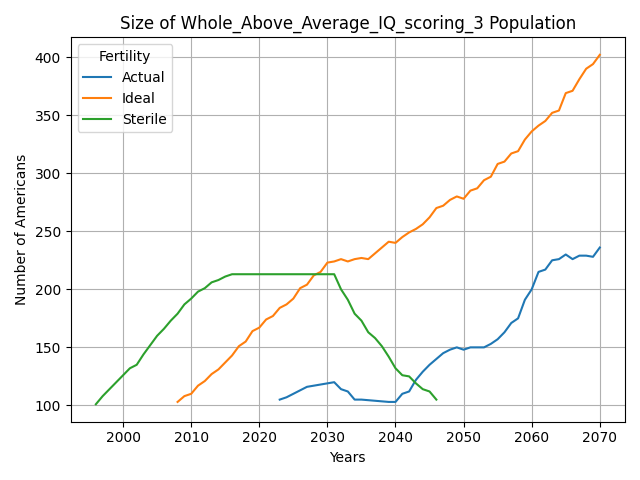 Size of Whole_Above_Average_IQ_scoring_3 Population
Fertility
Actual
Ideal
Sterile
Number of Americans
400
350
300
250
200
150
100
2000 2010 2020 2030 2040 2050 2060 2070
Years